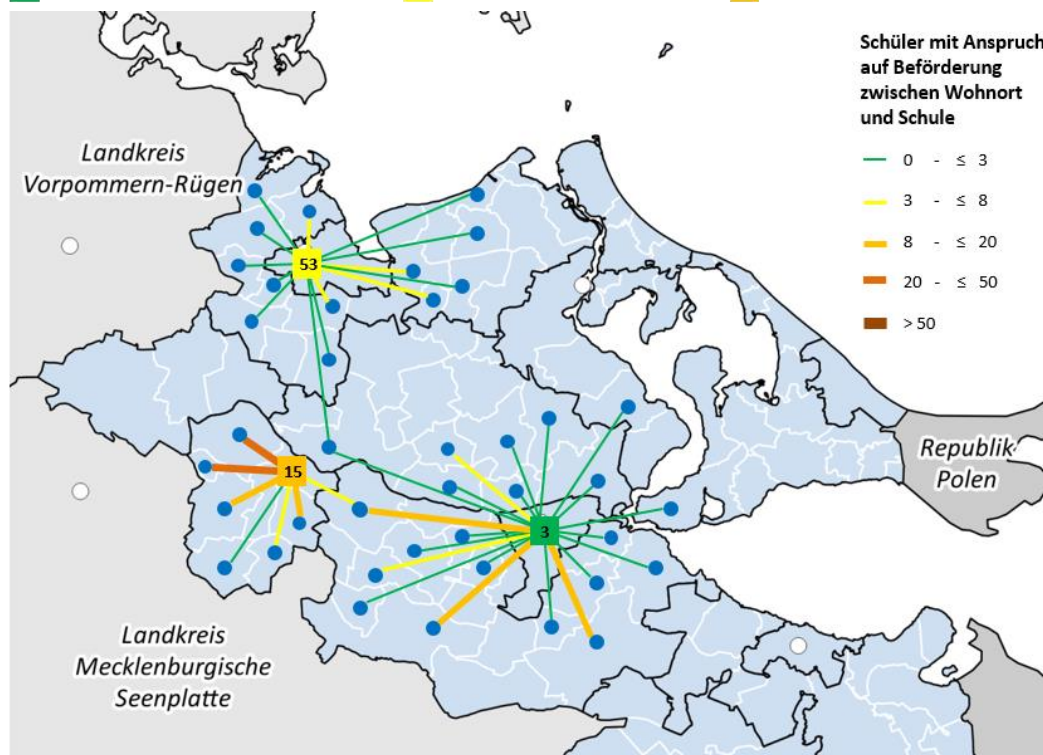 Schüler mit Anspruch
auf Beförderung
zwischen Wohnort
und Schule
0 - ≤ 3
3 - ≤ 8
8 - ≤ 20
20 - ≤ 50
> 50
Landkreis
Vorpommern-Rügen
53
15
3
Republik
Polen
Landkreis
Mecklenburgische
Seenplatte